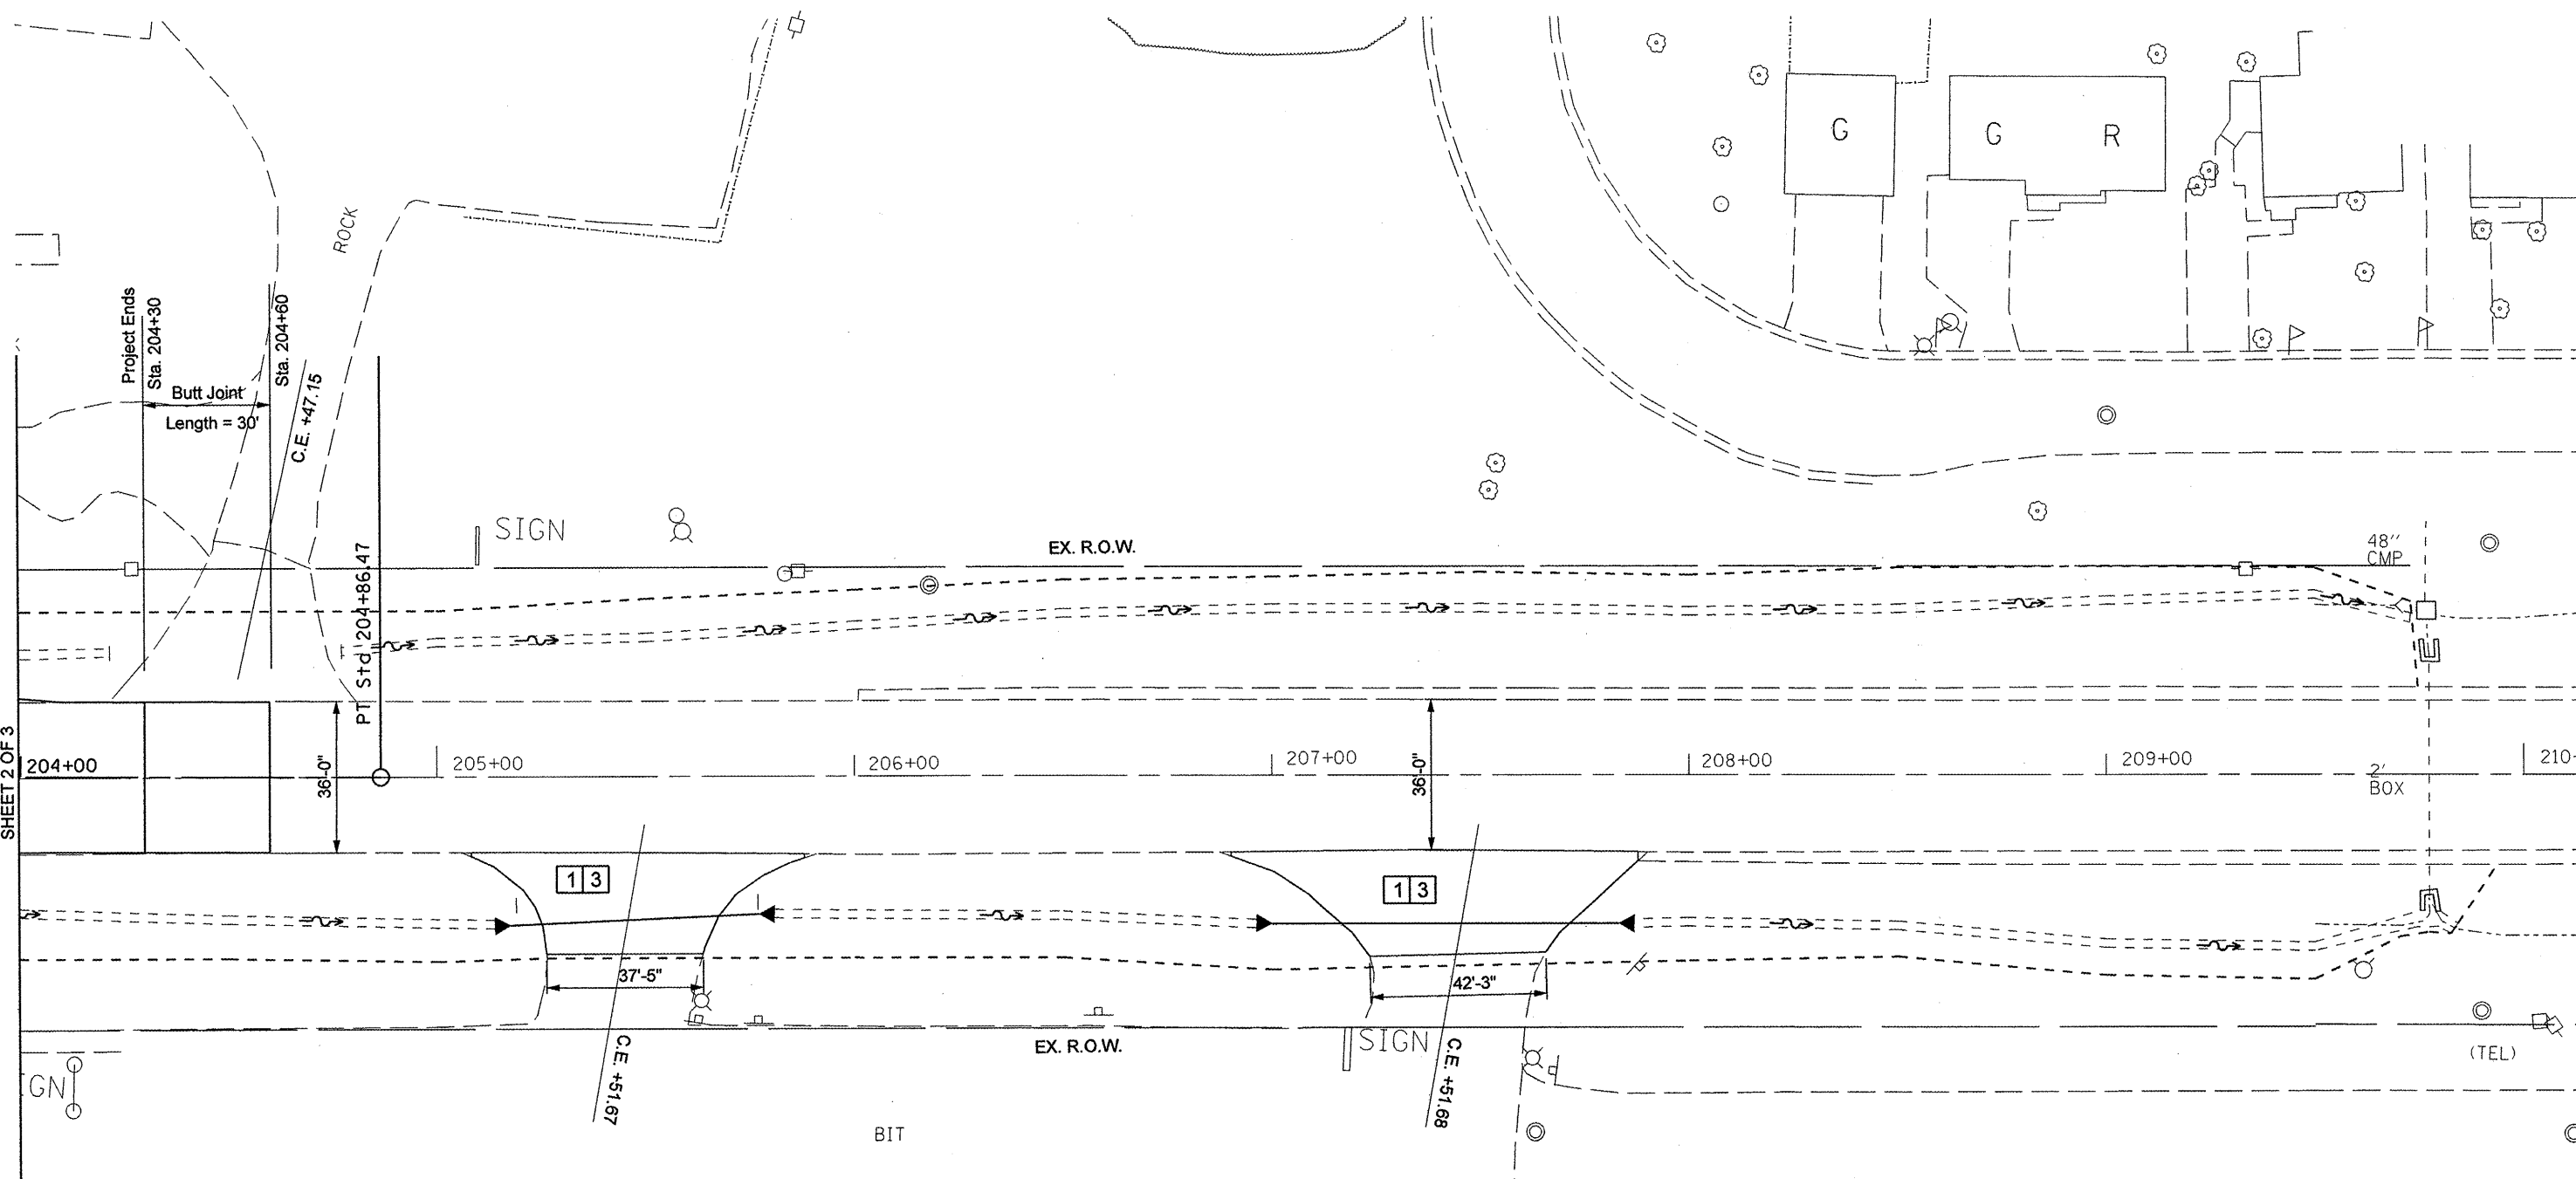 G
G R
ROCK
Project Ends
Sta. 204+30
Sta. 204+60
Butt Joint
Length = 30'
C.E. +47.15
SIGN
EX. R.O.W.
48"
CMP
PT Sta 204+86.47
SHEET 2 OF 3
204+00
36'-0"
205+00
206+00
207+00
36'-0"
208+00
209+00
2'
BOX
210+
1 3
1 3
37'-5"
42'-3"
C.E. +51.67
EX. R.O.W.
SIGN
C.E. +51.68
(TEL)
GN
BIT